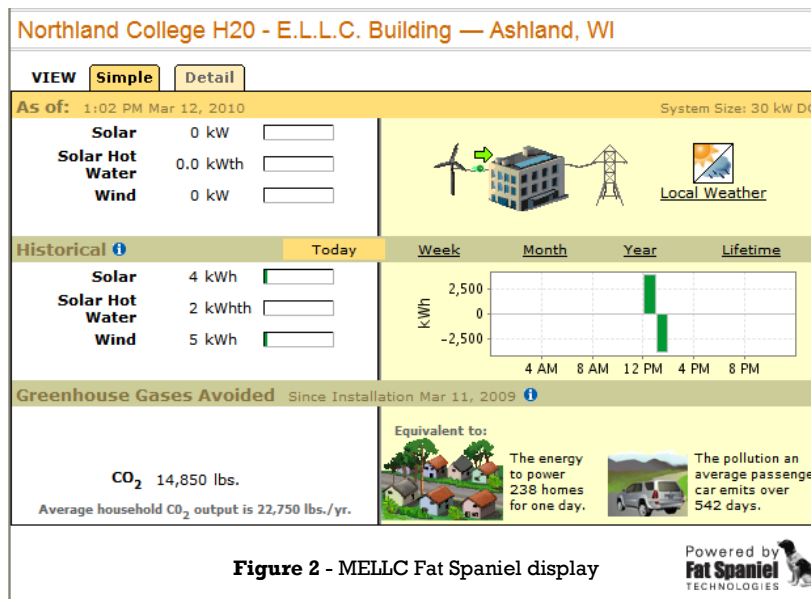 Northland College H20 - E.L.L.C. Building — Ashland, WI
VIEW Simple Detail
As of: 1:02 PM Mar 12, 2010 System Size: 30 kW DC
Solar 0 kW
Solar Hot
Water 0.0 kWth
Wind 0 kW
Local Weather
Historical Today Week Month Year Lifetime
Solar 4 kWh
Solar Hot
Water 2 kWhth
Wind 5 kWh
kWh
2,500
0
-2,500
4 AM 8 AM 12 PM 4 PM 8 PM
Greenhouse Gases Avoided Since Installation Mar 11, 2009
CO₂ 14,850 lbs.
Average household CO₂ output is 22,750 lbs./yr.
Equivalent to:
The energy
to power
238 homes
for one day.
The pollution an
average passenge
car emits over
542 days.
Figure 2 - MELLC Fat Spaniel display
Powered by
Fat Spaniel
TECHNOLOGIES